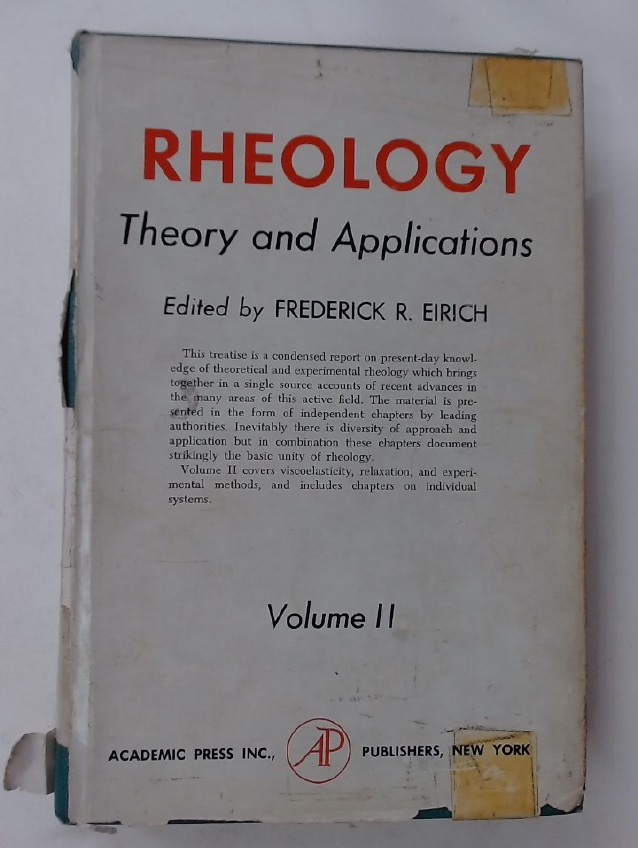 RHEOLOGY
Theory and Applications
Edited by FREDERICK R. EIRICH
This treatise is a condensed report on present-day knowl-
edge of theoretical and experimental rheology which brings
together in a single source accounts of recent advances in
the many areas of this active field. The material is pre-
sented in the form of independent chapters by leading
authorities. Inevitably there is diversity of approach and
application but in combination these chapters document
strikingly the basic unity of rheology.
Volume II covers viscoelasticity, relaxation, and experi-
mental methods, and includes chapters on individual
systems.
Volume II
ACADEMIC PRESS INC., AP PUBLISHERS, NEW YORK